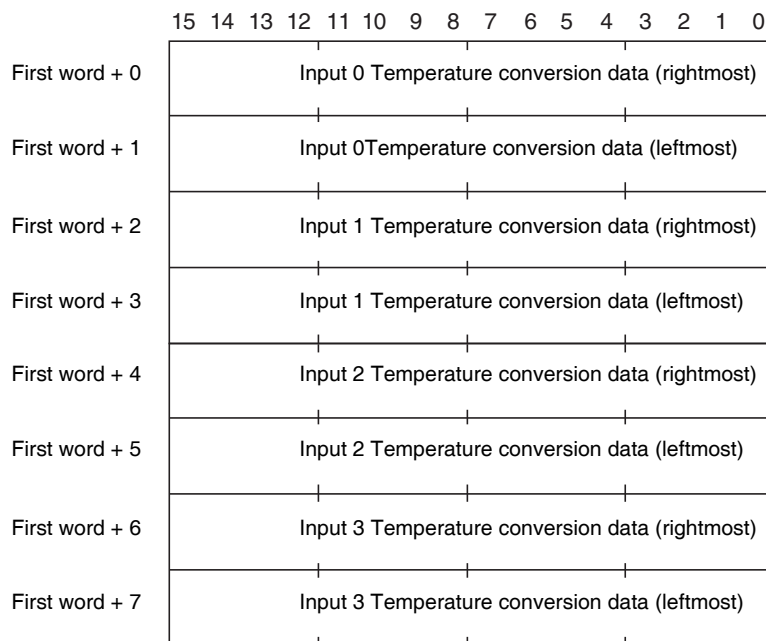 15 14 13 12 11 10 9 8 7 6 5 4 3 2 1 0
First word + 0 Input 0 Temperature conversion data (rightmost)
First word + 1 Input 0Temperature conversion data (leftmost)
First word + 2 Input 1 Temperature conversion data (rightmost)
First word + 3 Input 1 Temperature conversion data (leftmost)
First word + 4 Input 2 Temperature conversion data (rightmost)
First word + 5 Input 2 Temperature conversion data (leftmost)
First word + 6 Input 3 Temperature conversion data (rightmost)
First word + 7 Input 3 Temperature conversion data (leftmost)